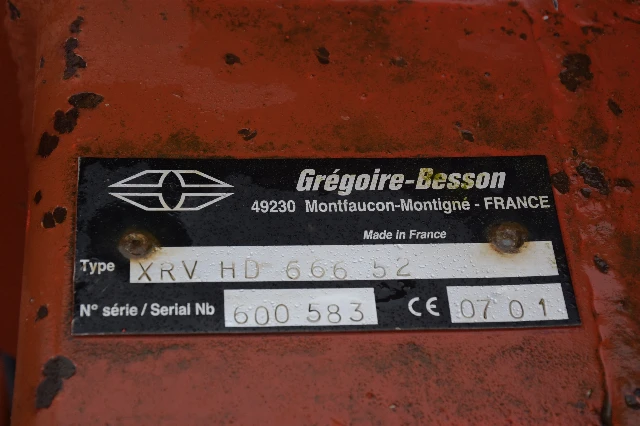 Grégoire-Besson
49230 Montfaucon-Montigné - FRANCE
Made in France
Type XRV HD 666 52
N° série / Serial Nb 600 583 CE 07 01